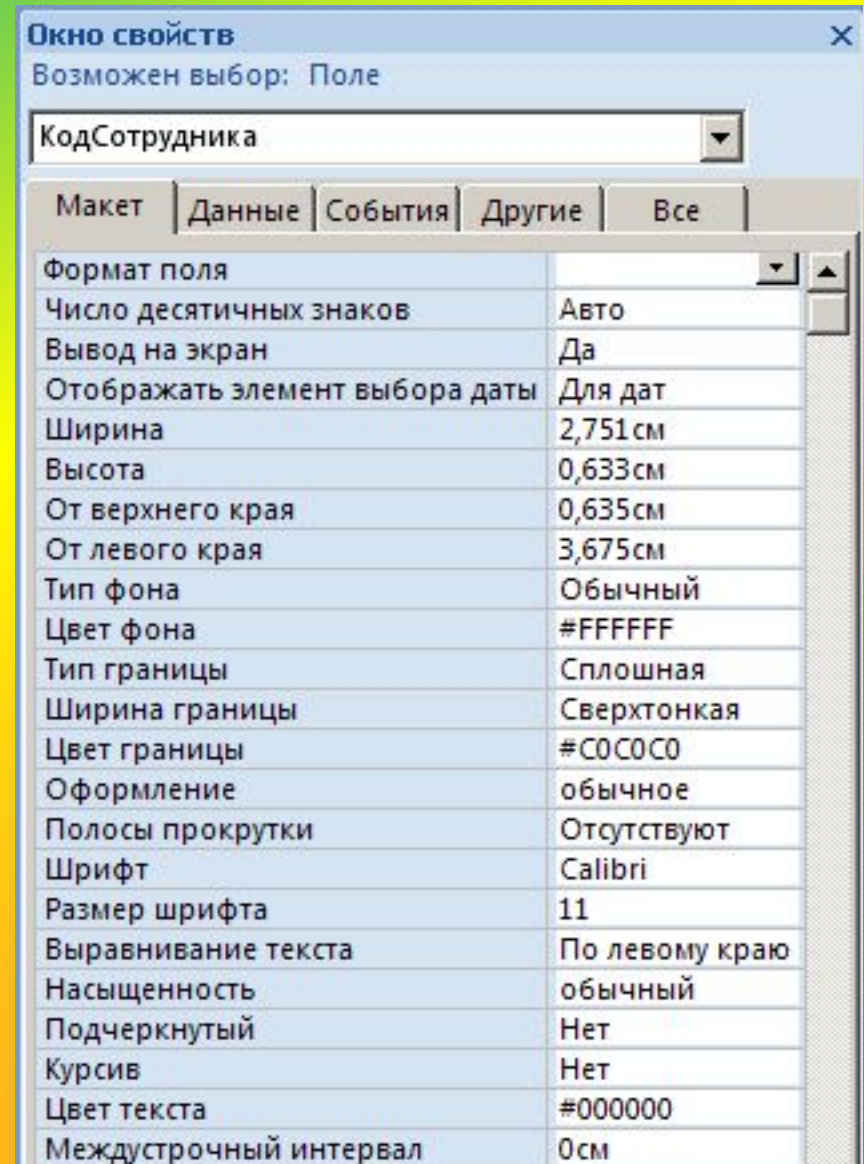 Окно свойств
Возможен выбор: Поле
КодСотрудника
Макет Данные События Другие Все
Формат поля
Число десятичных знаков Авто
Вывод на экран Да
Отображать элемент выбора даты Для дат
Ширина 2,751см
Высота 0,633см
От верхнего края 0,635см
От левого края 3,675см
Тип фона Обычный
Цвет фона #FFFFFF
Тип границы Сплошная
Ширина границы Сверхтонкая
Цвет границы #C0C0C0
Оформление обычное
Полосы прокрутки Отсутствуют
Шрифт Calibri
Размер шрифта 11
Выравнивание текста По левому краю
Насыщенность обычный
Подчеркнутый Нет
Курсив Нет
Цвет текста #000000
Междустрочный интервал 0см